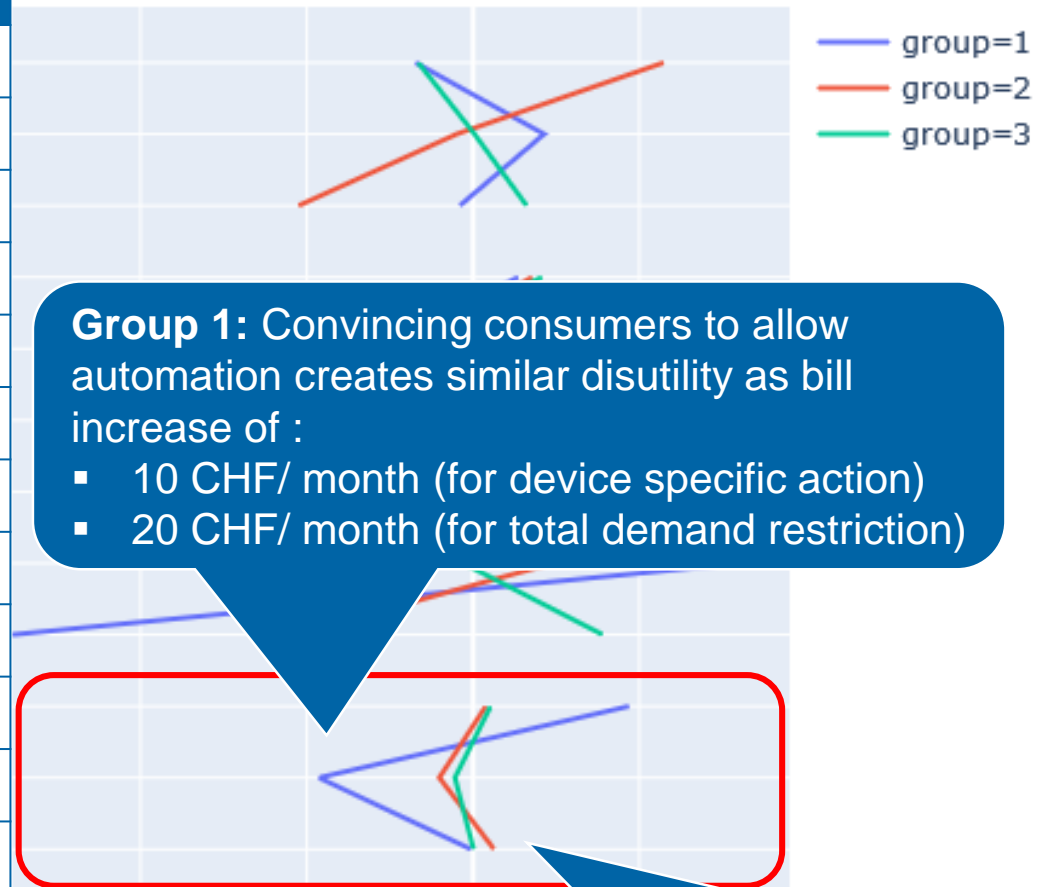 group=1
group=2
group=3
Group 1: Convincing consumers to allow
automation creates similar disutility as bill
increase of :
▪ 10 CHF/ month (for device specific action)
▪ 20 CHF/ month (for total demand restriction)